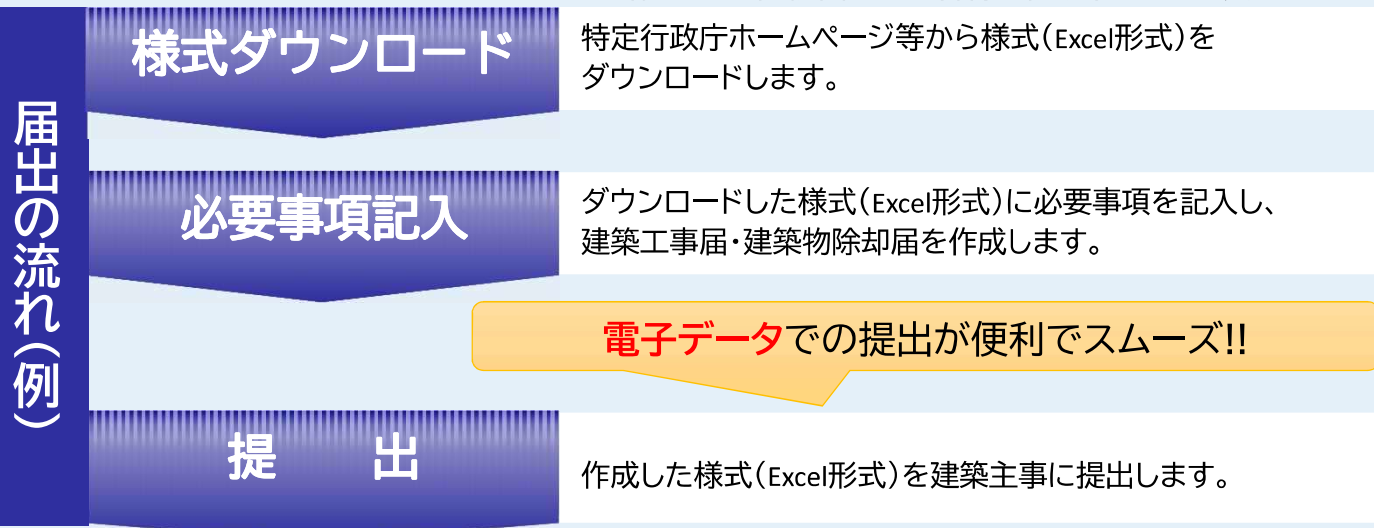 届出の流れ(例)
様式ダウンロード
特定行政庁ホームページ等から様式(Excel形式)を
ダウンロードします。
必要事項記入
ダウンロードした様式(Excel形式)に必要事項を記入し、
建築工事届・建築物除却届を作成します。
電子データでの提出が便利でスムーズ!!
提　　出
作成した様式(Excel形式)を建築主事に提出します。